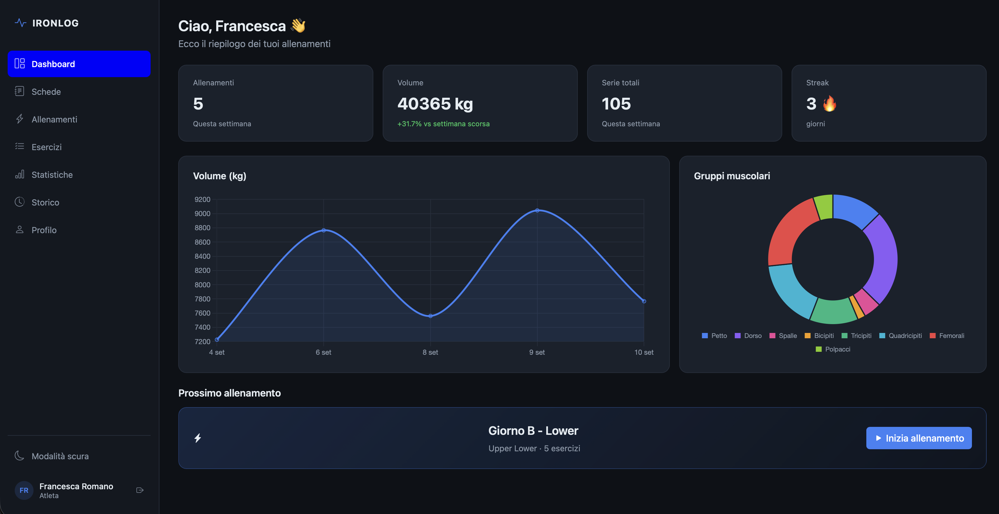 IRONLOG
Dashboard
Schede
Allenamenti
Esercizi
Statistiche
Storico
Profilo
Modalità scura
FR
Francesca Romano
Atleta
Ciao, Francesca 👋
Ecco il riepilogo dei tuoi allenamenti
Allenamenti
5
Questa settimana
Volume
40365 kg
+31.7% vs settimana scorsa
Serie totali
105
Questa settimana
Streak
3 🔥
giorni
Volume (kg)
9200
9000
8800
8600
8400
8200
8000
7800
7600
7400
7200
4 set 6 set 8 set 9 set 10 set
Gruppi muscolari
Petto Dorso Spalle Bicipiti Tricipiti Quadricipiti Femorali
Polpacci
Prossimo allenamento
Giorno B - Lower
Upper Lower · 5 esercizi
Inizia allenamento